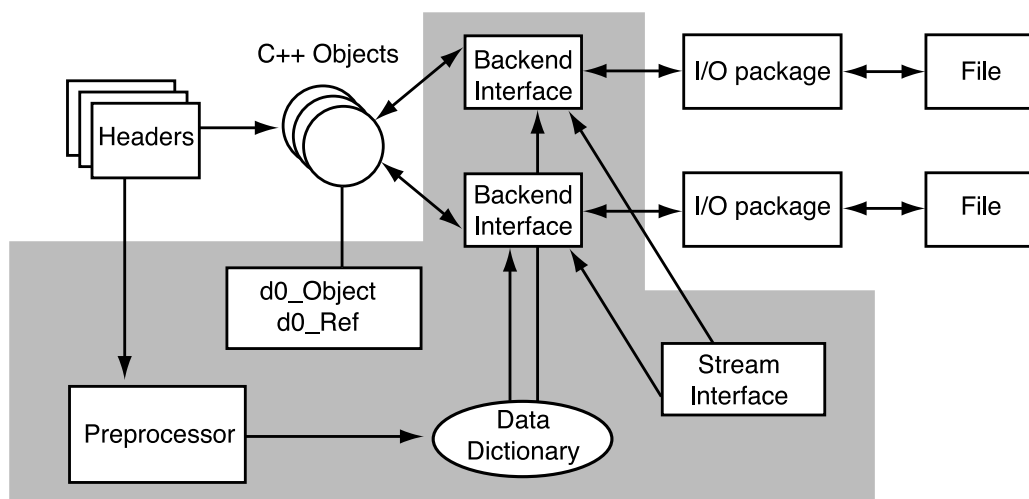 C++ Objects
Backend
Interface
I/O package
File
Headers
Backend
Interface
I/O package
File
d0_Object
d0_Ref
Stream
Interface
Preprocessor
Data
Dictionary